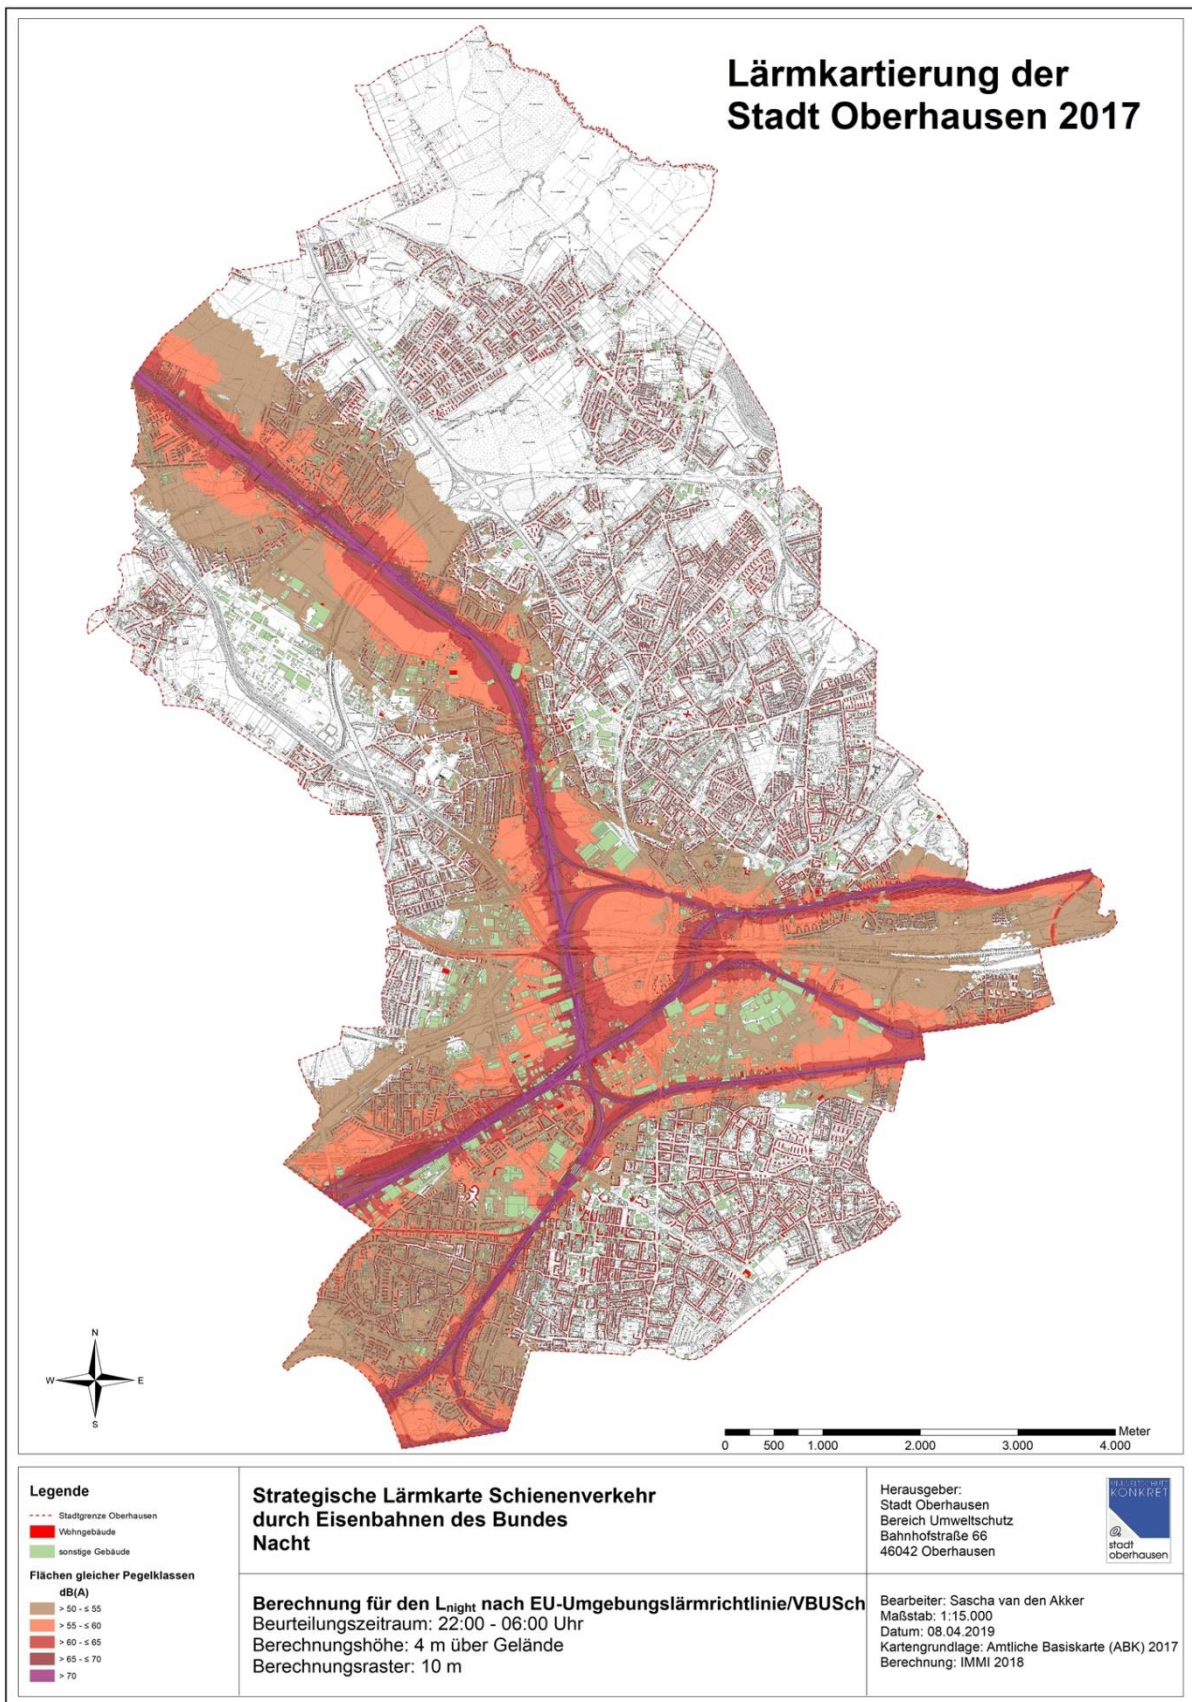 Lärmkartierung der
Stadt Oberhausen 2017
N
W
E
S
Meter
0 500 1.000 2.000 3.000 4.000
Legende
Stadtgrenze Oberhausen
Wohngebäude
sonstige Gebäude
Flächen gleicher Pegelklassen
dB(A)
> 50 - ≤ 55
> 55 - ≤ 60
> 60 - ≤ 65
> 65 - ≤ 70
> 70
Strategische Lärmkarte Schienenverkehr
durch Eisenbahnen des Bundes
Nacht
Berechnung für den Lnight nach EU-Umgebungslärmrichtlinie/VBUSch
Beurteilungszeitraum: 22:00 - 06:00 Uhr
Berechnungshöhe: 4 m über Gelände
Berechnungsraster: 10 m
Herausgeber:
Stadt Oberhausen
Bereich Umweltschutz
Bahnhofstraße 66
46042 Oberhausen
UMWELTSCHUTZ
KONKRET
@
stadt
oberhausen
Bearbeiter: Sascha van den Akker
Maßstab: 1:15.000
Datum: 08.04.2019
Kartengrundlage: Amtliche Basiskarte (ABK) 2017
Berechnung: IMMI 2018